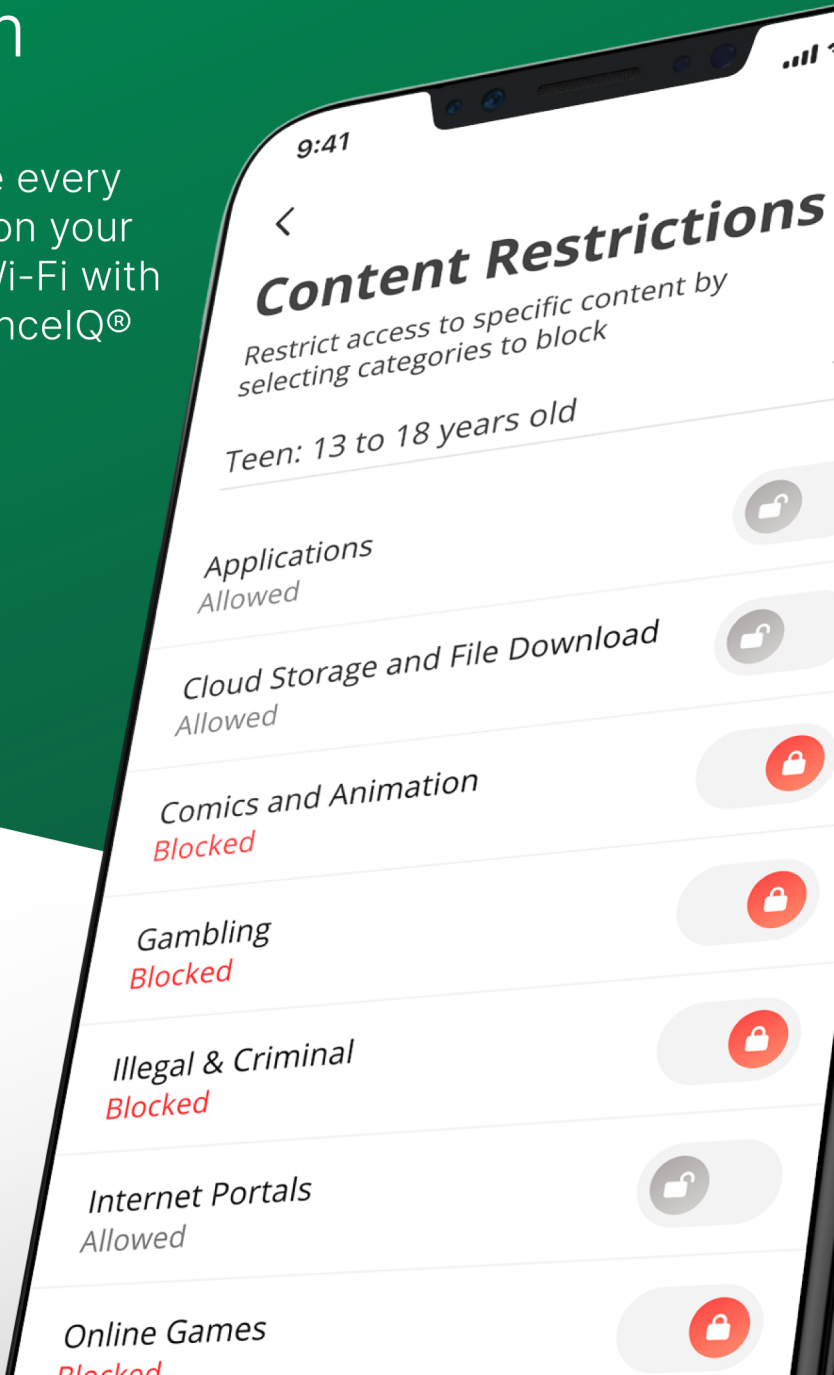 every
on your
Wi-Fi with
nceIQ®
9:41
Content Restrictions
Restrict access to specific content by
selecting categories to block
Teen: 13 to 18 years old
Applications
Allowed
Cloud Storage and File Download
Allowed
Comics and Animation
Blocked
Gambling
Blocked
Illegal & Criminal
Blocked
Internet Portals
Allowed
Online Games
Blocked